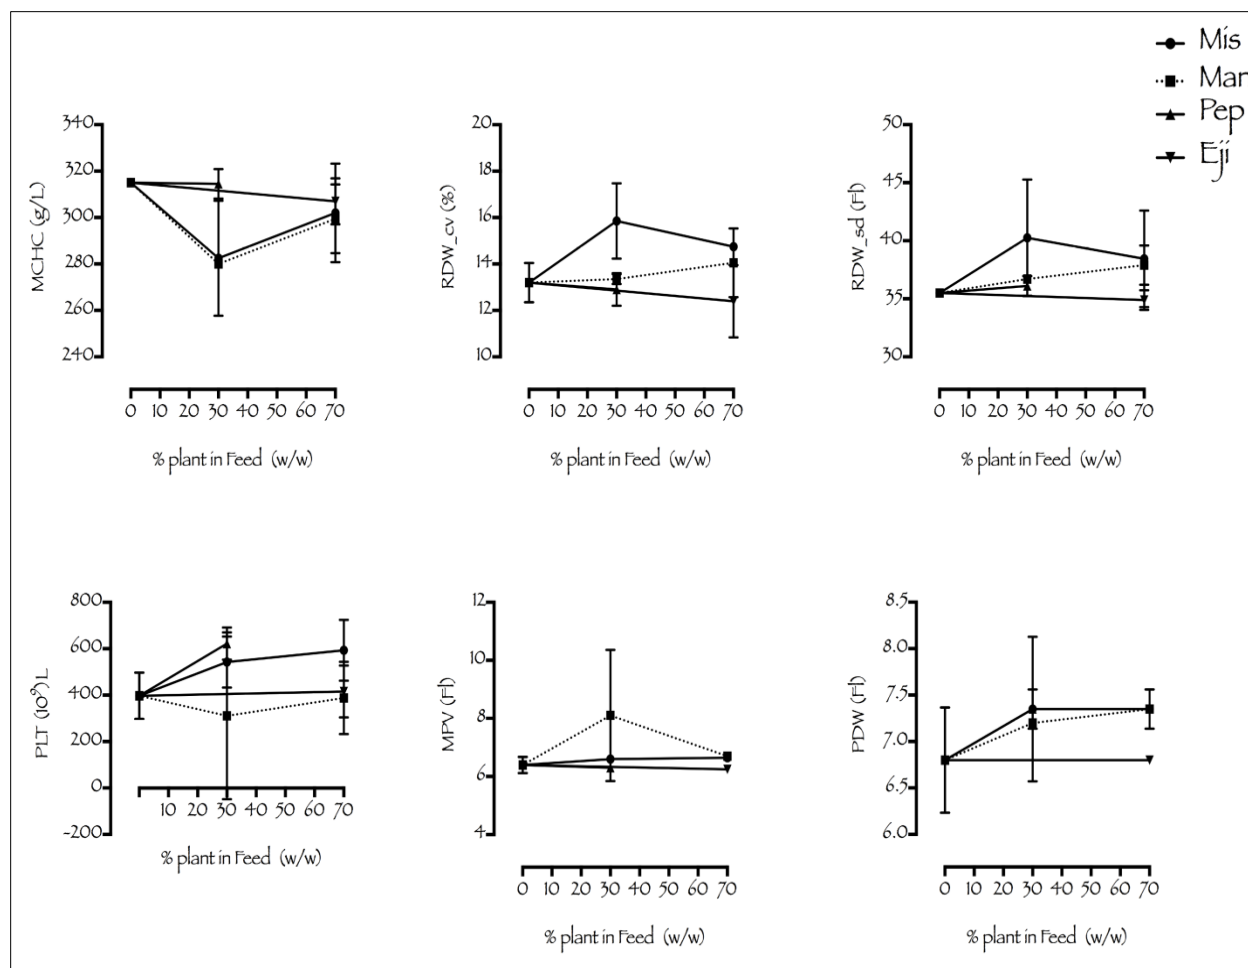 Mis
Man
Pep
Eji
MCHC (g/L)
340
320
300
280
260
240
0 10 20 30 40 50 60 70
% plant in Feed (w/w)
RDW_cv (%)
20
18
16
14
12
10
0 10 20 30 40 50 60 70
% plant in Feed (w/w)
RDW_sd (Fl)
50
45
40
35
30
0 10 20 30 40 50 60 70
% plant in Feed (w/w)
PLT (10⁹) L
800
600
400
200
0
-200
10 20 30 40 50 60 70
% plant in Feed (w/w)
MPV (Fl)
12
10
8
6
4
0 10 20 30 40 50 60 70
% plant in Feed (w/w)
PDW (Fl)
8.5
8.0
7.5
7.0
6.5
6.0
0 10 20 30 40 50 60 70
% plant in Feed (w/w)